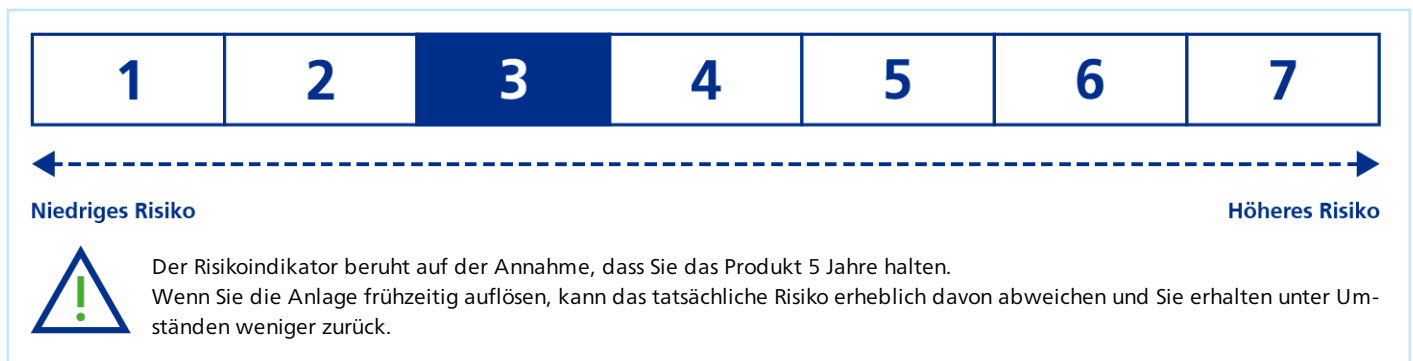 1 2 3 4 5 6 7
Niedriges Risiko Höheres Risiko
Der Risikoindikator beruht auf der Annahme, dass Sie das Produkt 5 Jahre halten.
Wenn Sie die Anlage frühzeitig auflösen, kann das tatsächliche Risiko erheblich davon abweichen und Sie erhalten unter Um-
ständen weniger zurück.